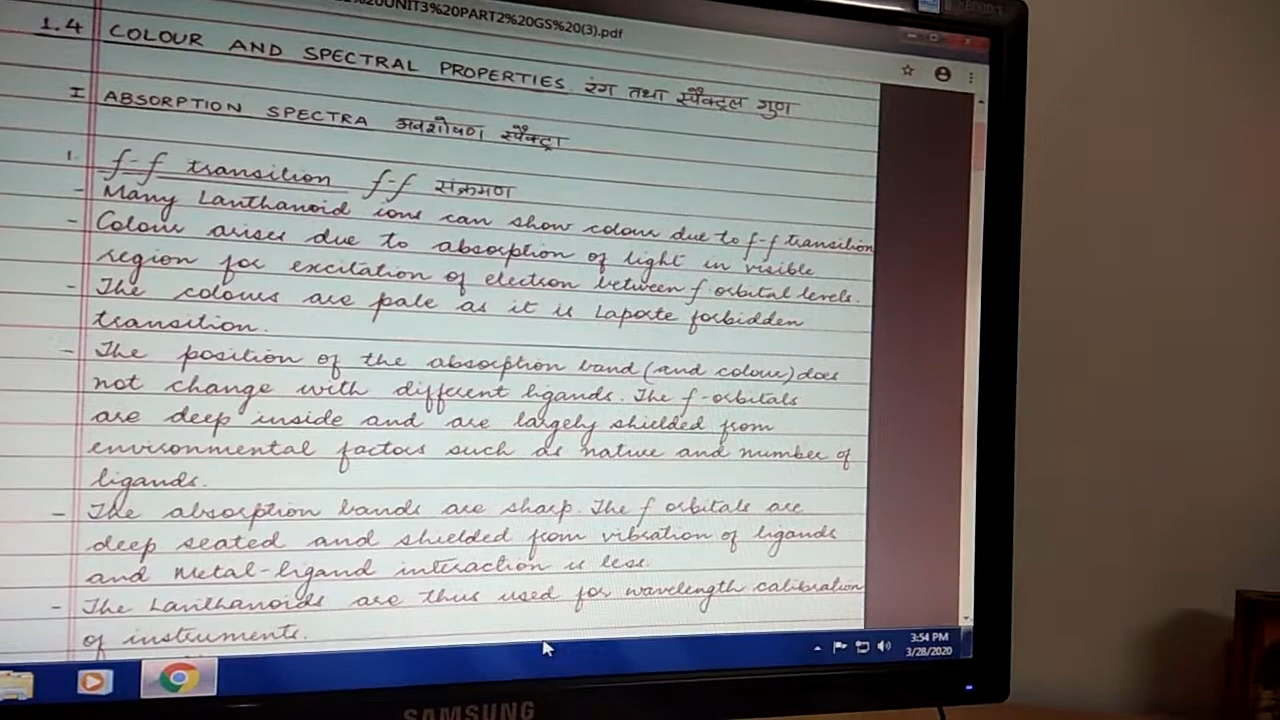 UNIT3%20PART2%20GS%20(3).pdf
1.4 COLOUR AND SPECTRAL PROPERTIES रंग तथा स्पैक्ट्रल गुण
I ABSORPTION SPECTRA अवशोषण स्पैक्ट्रा
1. f-f transition f-f संक्रमण
- Many Lanthanoid ions can show colour due to f-f transition
- Colour arises due to absorption of light in visible
region for excitation of electron between f orbital levels.
- The colours are pale as it is Laporte forbidden
transition.
- The position of the absorption band (and colour) does
not change with different ligands. The f-orbitals
are deep inside and are largely shielded from
environmental factors such as nature and number of
ligands.
- The absorption bands are sharp. The f orbitals are
deep seated and shielded from vibration of ligands
and Metal-ligand interaction is less.
- The Lanthanoids are thus used for wavelength calibration
of instruments.
3:54 PM
3/28/2020
SAMSUNG